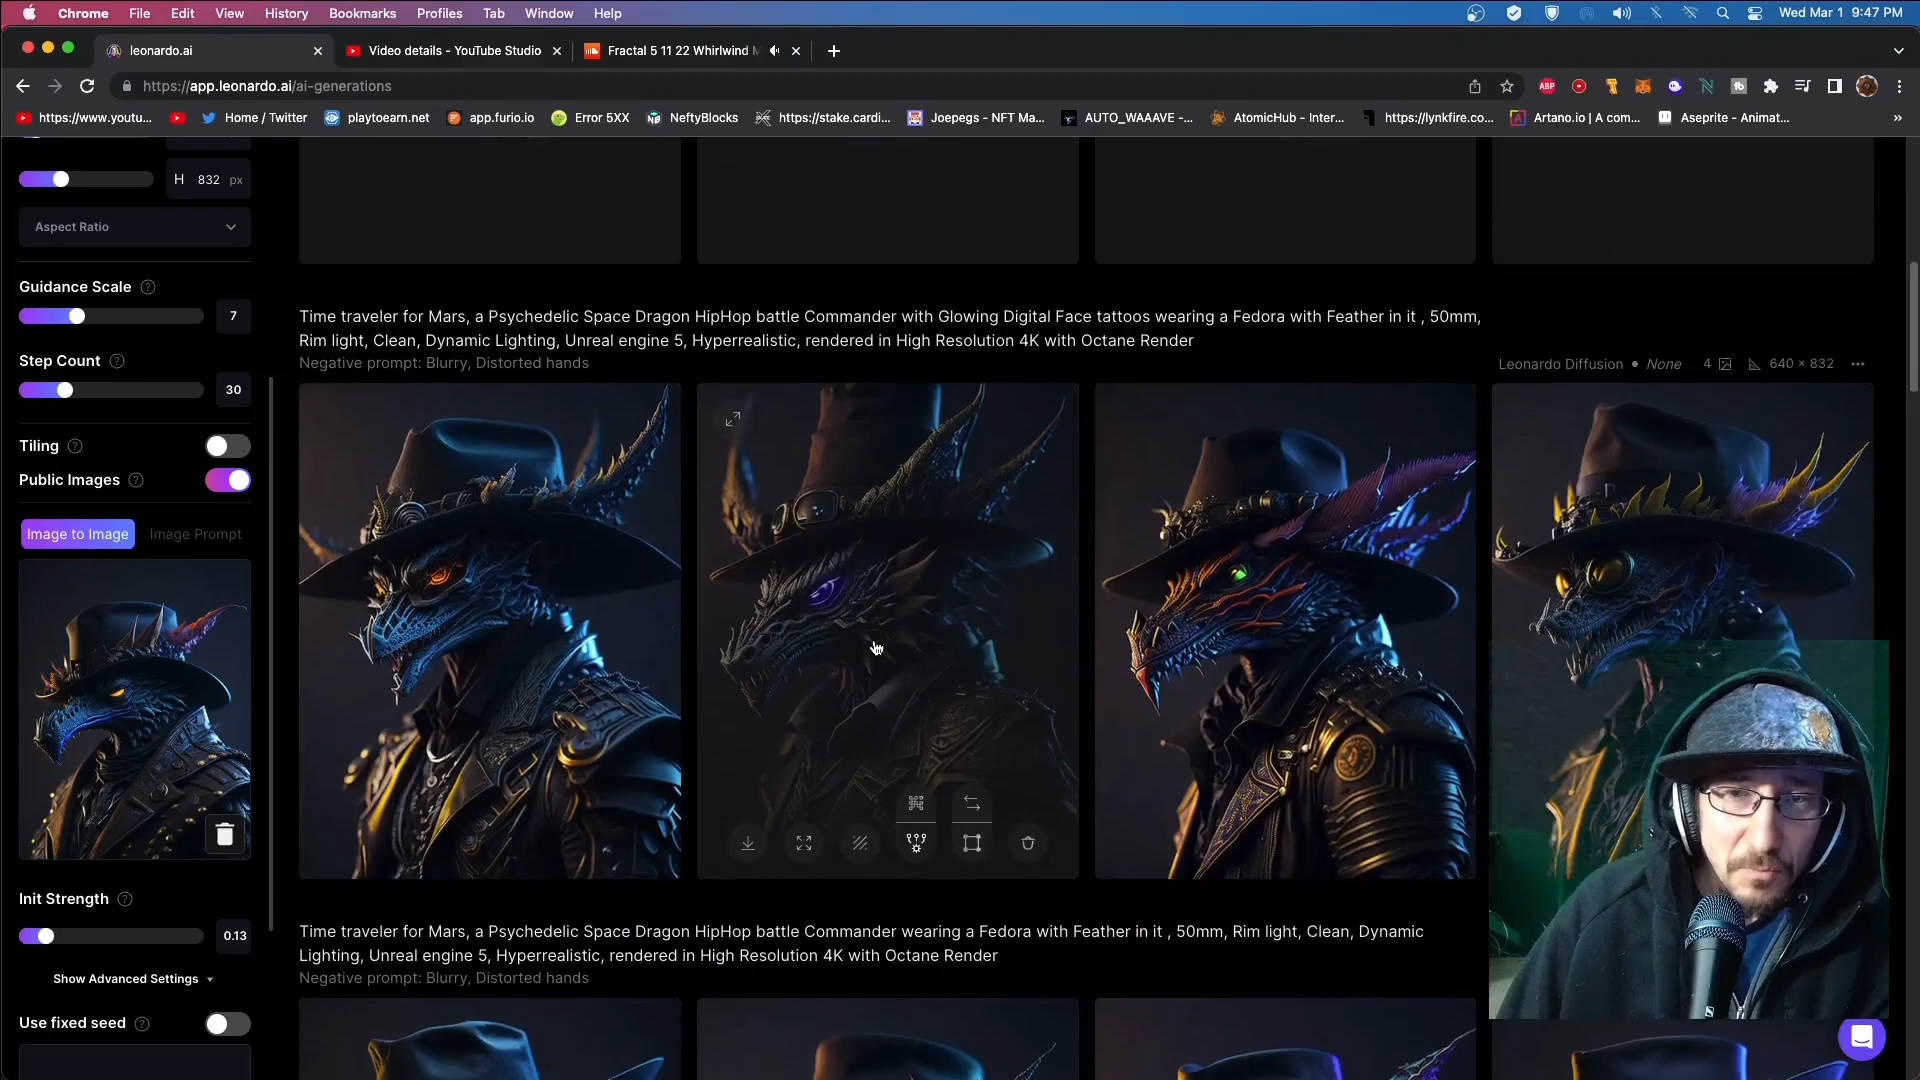 Chrome File Edit View History Bookmarks Profiles Tab Window Help
Wed Mar 1 9:47 PM
leonardo.ai
Video details - YouTube Studio
Fractal 5 11 22 Whirlwind
https://app.leonardo.ai/ai-generations
ABP
https://www.youtu...
Home / Twitter
playtoearn.net
app.furio.io
Error 5XX
NeftyBlocks
https://stake.cardi...
Joepegs - NFT Ma...
AUTO_WAAAVE -...
AtomicHub - Inter...
https://lynkfire.co...
Artano.io | A com...
Aseprite - Animat...
H 832 px
Aspect Ratio
Guidance Scale
7
Step Count
30
Tiling
Public Images
Image to Image Image Prompt
Init Strength
0.13
Show Advanced Settings
Use fixed seed
Time traveler for Mars, a Psychedelic Space Dragon HipHop battle Commander with Glowing Digital Face tattoos wearing a Fedora with Feather in it , 50mm,
Rim light, Clean, Dynamic Lighting, Unreal engine 5, Hyperrealistic, rendered in High Resolution 4K with Octane Render
Negative prompt: Blurry, Distorted hands
Leonardo Diffusion • None 4 640 × 832
Time traveler for Mars, a Psychedelic Space Dragon HipHop battle Commander wearing a Fedora with Feather in it , 50mm, Rim light, Clean, Dynamic
Lighting, Unreal engine 5, Hyperrealistic, rendered in High Resolution 4K with Octane Render
Negative prompt: Blurry, Distorted hands